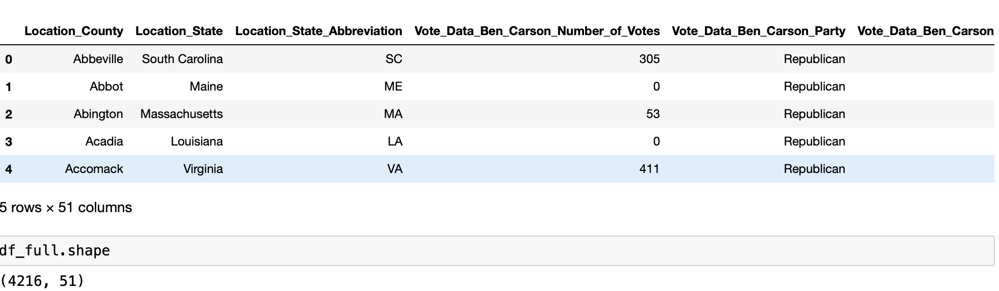 Location_County Location_State Location_State_Abbreviation Vote_Data_Ben_Carson_Number_of_Votes Vote_Data_Ben_Carson_Party Vote_Data_Ben_Carson_
0 Abbeville South Carolina SC 305 Republican
1 Abbot Maine ME 0 Republican
2 Abington Massachusetts MA 53 Republican
3 Acadia Louisiana LA 0 Republican
4 Accomack Virginia VA 411 Republican
5 rows × 51 columns
df_full.shape
(4216, 51)